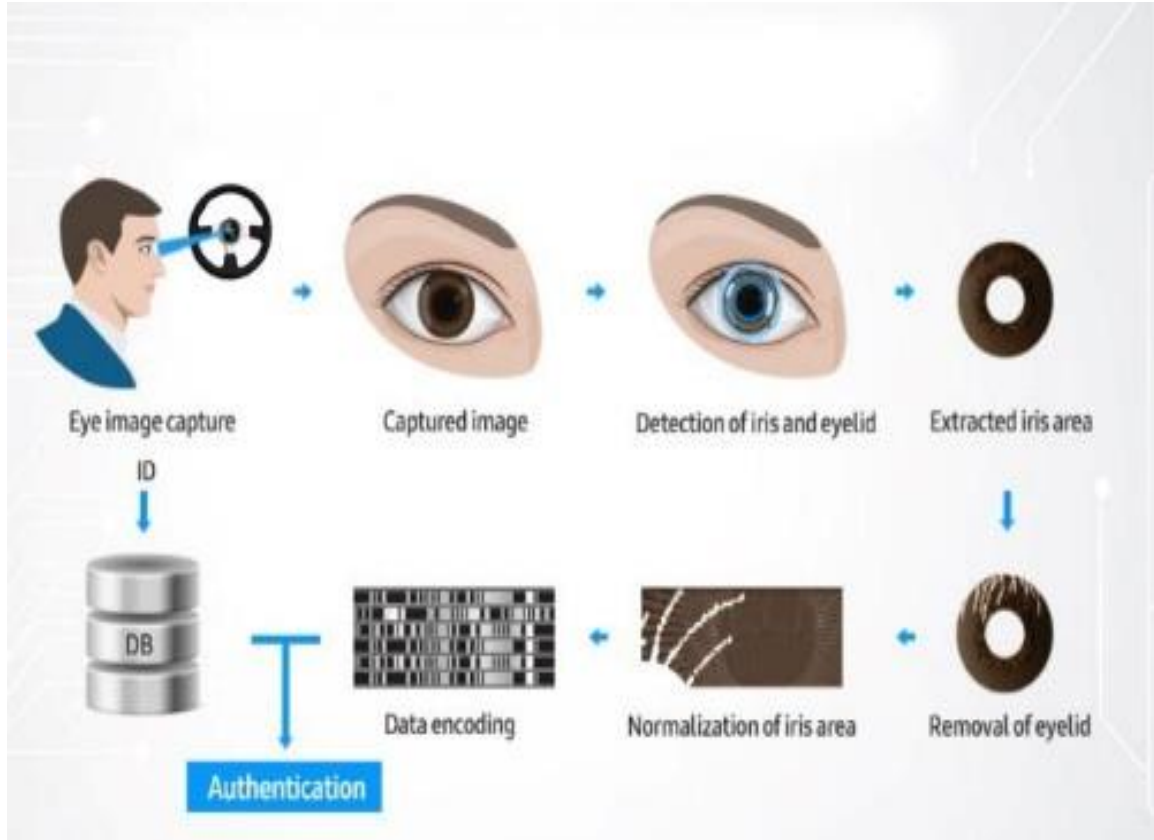 Eye image capture
Captured image
Detection of iris and eyelid
Extracted iris area
ID
DB
Data encoding
Normalization of iris area
Removal of eyelid
Authentication